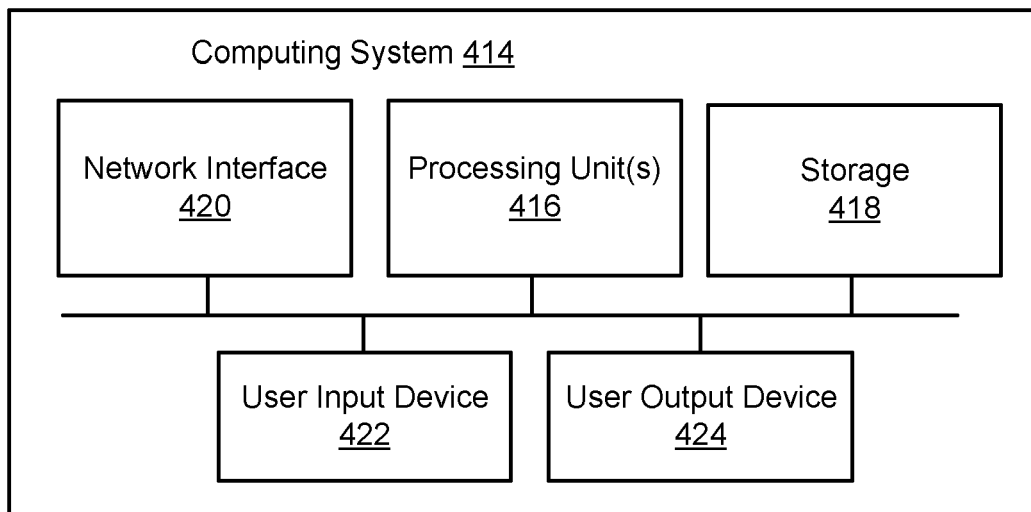 Computing System 414
Network Interface
420
Processing Unit(s)
416
Storage
418
User Input Device
422
User Output Device
424